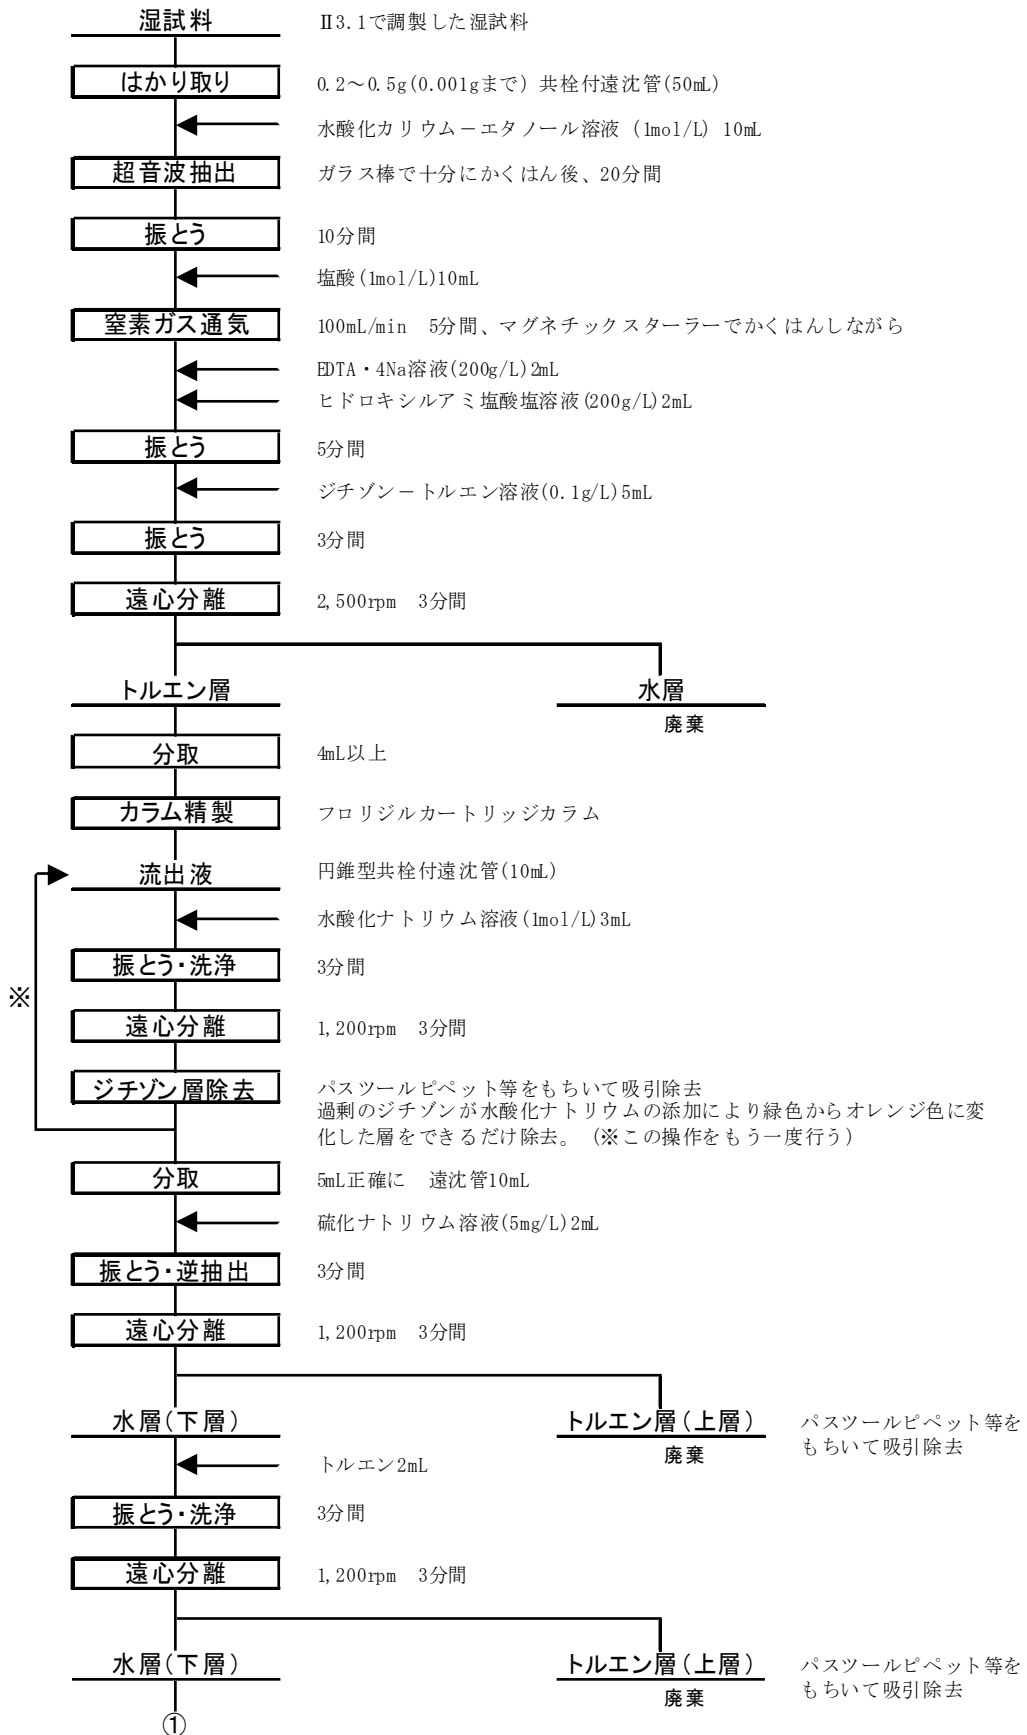 湿試料 Ⅱ3.1で調製した湿試料
はかり取り 0.2～0.5g(0.001gまで) 共栓付遠沈管(50mL)
水酸化カリウム－エタノール溶液 (1mol/L) 10mL
超音波抽出 ガラス棒で十分にかくはん後、20分間
振とう 10分間
塩酸(1mol/L)10mL
窒素ガス通気 100mL/min 5分間、マグネチックスターラーでかくはんしながら
EDTA・4Na溶液(200g/L)2mL
ヒドロキシルアミ塩酸塩溶液(200g/L)2mL
振とう 5分間
ジチゾン－トルエン溶液(0.1g/L)5mL
振とう 3分間
遠心分離 2,500rpm 3分間
トルエン層 水層
廃棄
分取 4mL以上
カラム精製 フロリジルカートリッジカラム
流出液 円錐型共栓付遠沈管(10mL)
水酸化ナトリウム溶液(1mol/L)3mL
振とう・洗浄 3分間
※
遠心分離 1,200rpm 3分間
ジチゾン層除去 パスツールピペット等をもちいて吸引除去
過剰のジチゾンが水酸化ナトリウムの添加により緑色からオレンジ色に変
化した層をできるだけ除去。 (※この操作をもう一度行う)
分取 5mL正確に 遠沈管10mL
硫化ナトリウム溶液(5mg/L)2mL
振とう・逆抽出 3分間
遠心分離 1,200rpm 3分間
水層(下層) トルエン層(上層) パスツールピペット等を
廃棄 もちいて吸引除去
トルエン2mL
振とう・洗浄 3分間
遠心分離 1,200rpm 3分間
水層(下層) トルエン層(上層) パスツールピペット等を
廃棄 もちいて吸引除去
①